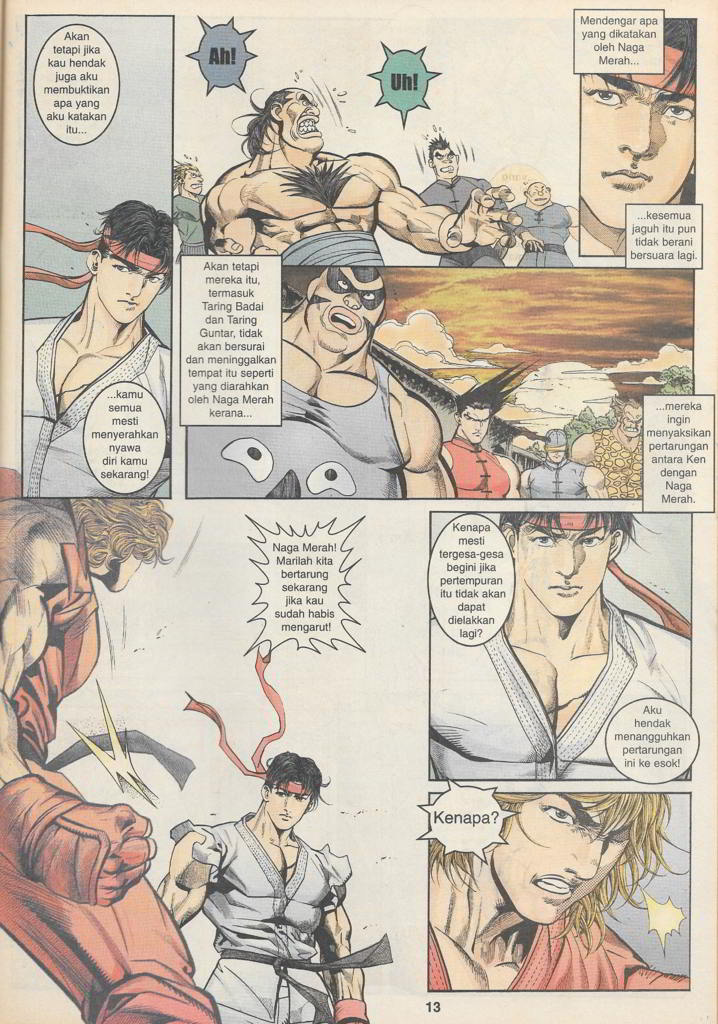 Akan
tetapi jika
kau hendak
juga aku
membuktikan
apa yang
aku katakan
itu...
...kamu
semua
mesti
menyerahkan
nyawa
diri kamu
sekarang!
Ah!
Uh!
Mendengar apa
yang dikatakan
oleh Naga
Merah...
...kesemua
jaguh itu pun
tidak berani
bersuara lagi.
Akan tetapi
mereka itu,
termasuk
Taring Badai
dan Taring
Guntar, tidak
akan bersurai
dan meninggalkan
tempat itu seperti
yang diarahkan
oleh Naga Merah
kerana...
...mereka
ingin
menyaksikan
pertarungan
antara Ken
dengan
Naga
Merah.
Naga Merah!
Marilah kita
bertarung
sekarang
jika kau
sudah habis
mengarut!
Kenapa
mesti
tergesa-gesa
begini jika
pertempuran
itu tidak akan
dapat
dielakkan
lagi?
Aku
hendak
menangguhkan
pertarungan
ini ke esok!
Kenapa?
13